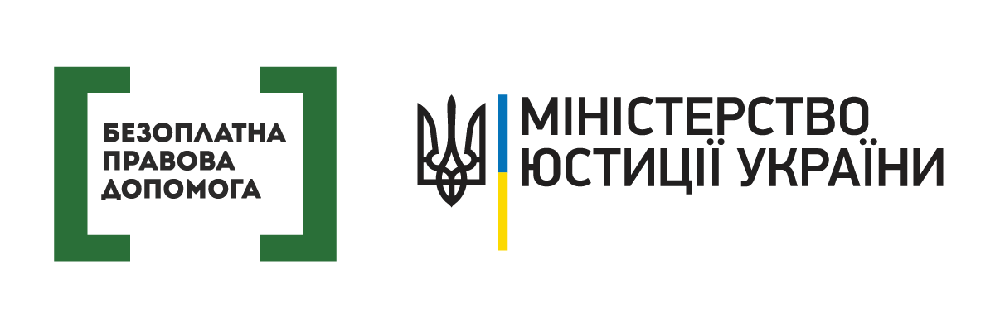 БЕЗОПЛАТНА
ПРАВОВА
ДОПОМОГА
МІНІСТЕРСТВО
ЮСТИЦІЇ УКРАЇНИ